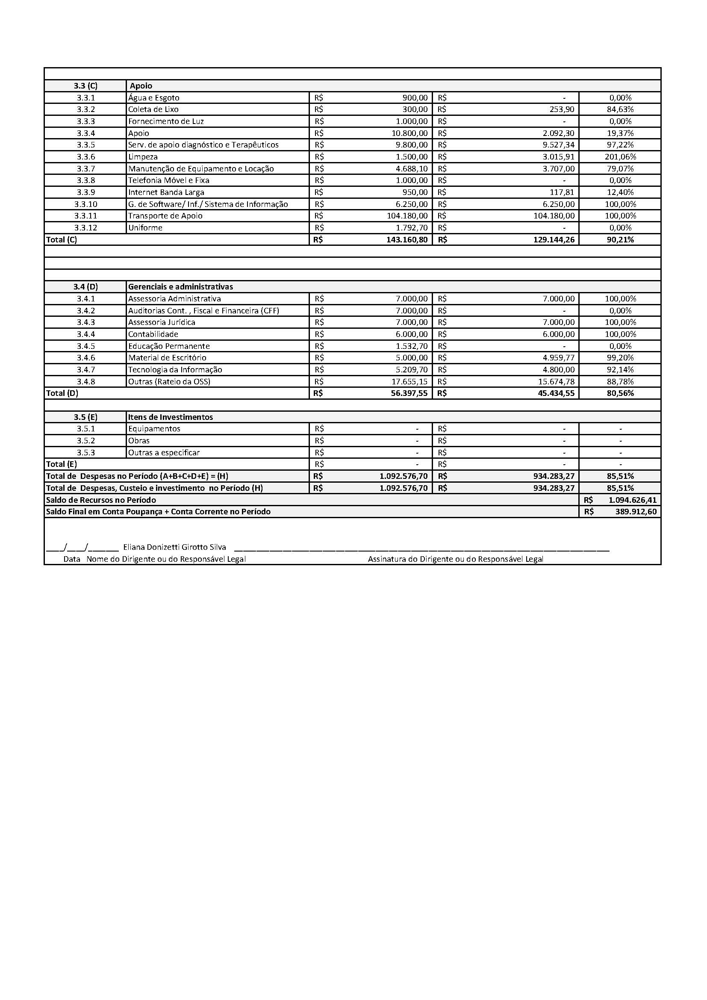 3.3 (C) Apoio
3.3.1 Água e Esgoto R$ 900,00 R$ - 0,00%
3.3.2 Coleta de Lixo R$ 300,00 R$ 253,90 84,63%
3.3.3 Fornecimento de Luz R$ 1.000,00 R$ - 0,00%
3.3.4 Apoio R$ 10.800,00 R$ 2.092,30 19,37%
3.3.5 Serv. de apoio diagnóstico e Terapêuticos R$ 9.800,00 R$ 9.527,34 97,22%
3.3.6 Limpeza R$ 1.500,00 R$ 3.015,91 201,06%
3.3.7 Manutenção de Equipamento e Locação R$ 4.688,10 R$ 3.707,00 79,07%
3.3.8 Telefonia Móvel e Fixa R$ 1.000,00 R$ - 0,00%
3.3.9 Internet Banda Larga R$ 950,00 R$ 117,81 12,40%
3.3.10 G. de Software/ Inf./ Sistema de Informação R$ 6.250,00 R$ 6.250,00 100,00%
3.3.11 Transporte de Apoio R$ 104.180,00 R$ 104.180,00 100,00%
3.3.12 Uniforme R$ 1.792,70 R$ - 0,00%
Total (C) R$ 143.160,80 R$ 129.144,26 90,21%
3.4 (D) Gerenciais e administrativas
3.4.1 Assessoria Administrativa R$ 7.000,00 R$ 7.000,00 100,00%
3.4.2 Auditorias Cont. , Fiscal e Financeira (CFF) R$ 7.000,00 R$ - 0,00%
3.4.3 Assessoria Jurídica R$ 7.000,00 R$ 7.000,00 100,00%
3.4.4 Contabilidade R$ 6.000,00 R$ 6.000,00 100,00%
3.4.5 Educação Permanente R$ 1.532,70 R$ - 0,00%
3.4.6 Material de Escritório R$ 5.000,00 R$ 4.959,77 99,20%
3.4.7 Tecnologia da Informação R$ 5.209,70 R$ 4.800,00 92,14%
3.4.8 Outras (Rateio da OSS) R$ 17.655,15 R$ 15.674,78 88,78%
Total (D) R$ 56.397,55 R$ 45.434,55 80,56%
3.5 (E) Itens de Investimentos
3.5.1 Equipamentos R$ - R$ - -
3.5.2 Obras R$ - R$ - -
3.5.3 Outras a especificar R$ - R$ - -
Total (E) R$ - R$ - -
Total de Despesas no Período (A+B+C+D+E) = (H) R$ 1.092.576,70 R$ 934.283,27 85,51%
Total de Despesas, Custeio e investimento no Período (H) R$ 1.092.576,70 R$ 934.283,27 85,51%
Saldo de Recursos no Período R$ 1.094.626,41
Saldo Final em Conta Poupança + Conta Corrente no Período R$ 389.912,60
____/____/_______ Eliana Donizetti Girotto Silva ______________________________
Data Nome do Dirigente ou do Responsável Legal Assinatura do Dirigente ou do Responsável Legal